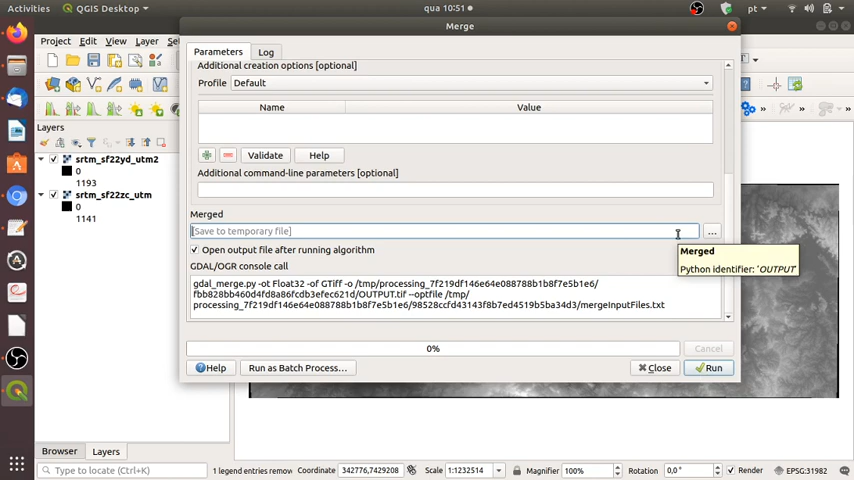 Activities
QGIS Desktop
qua 10:51
pt
Merge
Project
Edit
View
Layer
Parameters
Log
Additional creation options [optional]
Profile Default
Name Value
Validate
Help
Additional command-line parameters [optional]
Merged
[Save to temporary file]
...
Open output file after running algorithm
Merged
Python identifier: 'OUTPUT'
GDAL/OGR console call
gdal_merge.py -ot Float32 -of GTiff -o /tmp/processing_7f219df146e64e088788b1b8f7e5b1e6/
fbb828bb460d4fd8a86fcdb3efec621d/OUTPUT.tif --optfile /tmp/
processing_7f219df146e64e088788b1b8f7e5b1e6/98528ccfd43143f8b7ed4519b5ba34d3/mergeInputFiles.txt
0%
Cancel
Help
Run as Batch Process...
Close
Run
Layers
srtm_sf22yd_utm2
0
1193
srtm_sf22zc_utm
0
1141
Browser
Layers
Type to locate (Ctrl+K)
1 legend entries remov
Coordinate 342776,7429208
Scale 1:1232514
Magnifier 100%
Rotation 0,0 °
Render
EPSG:31982